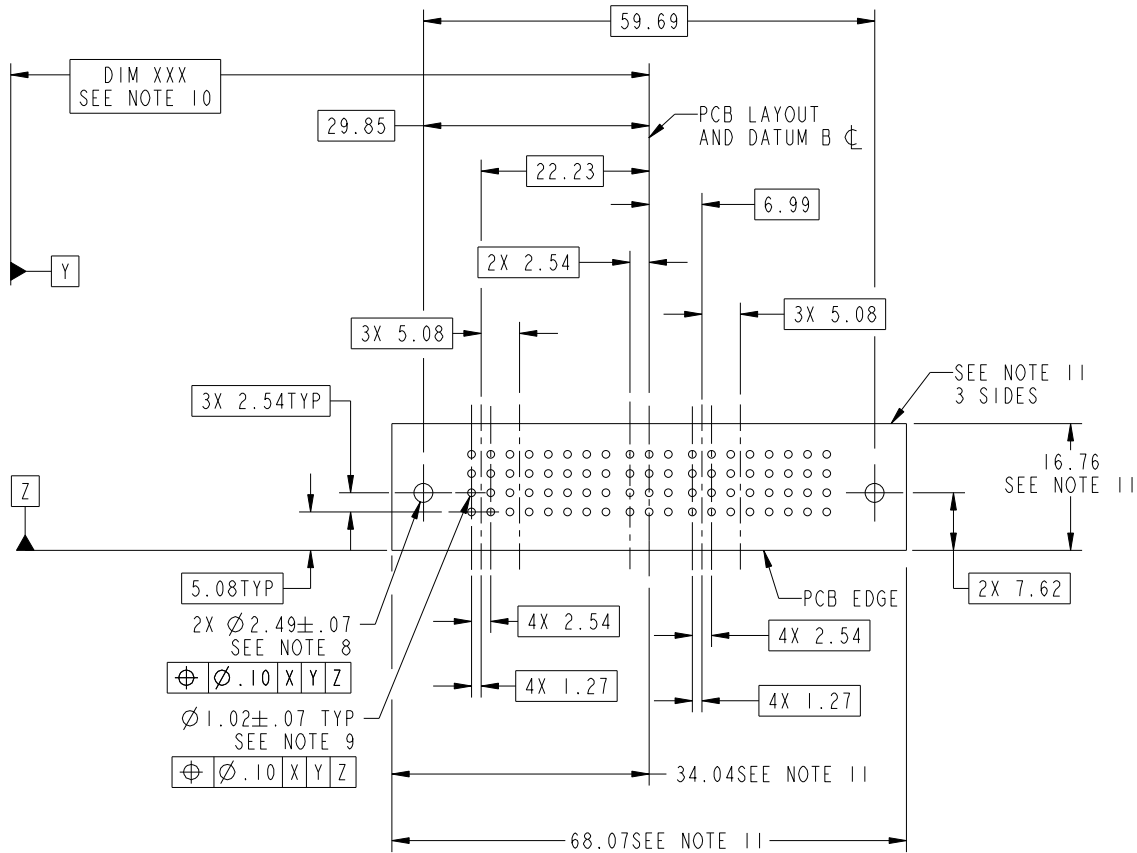 59.69
DIM XXX
SEE NOTE 10
29.85
PCB LAYOUT
AND DATUM B ℄
22.23
6.99
2X 2.54
Y
3X 5.08
3X 5.08
SEE NOTE 11
3 SIDES
3X 2.54TYP
16.76
SEE NOTE 11
Z
5.08TYP
PCB EDGE
2X 7.62
2X Ø2.49±.07
SEE NOTE 8
⌖ Ø.10 X Y Z
4X 2.54
4X 2.54
4X 1.27
4X 1.27
Ø1.02±.07 TYP
SEE NOTE 9
⌖ Ø.10 X Y Z
34.04SEE NOTE 11
68.07SEE NOTE 11